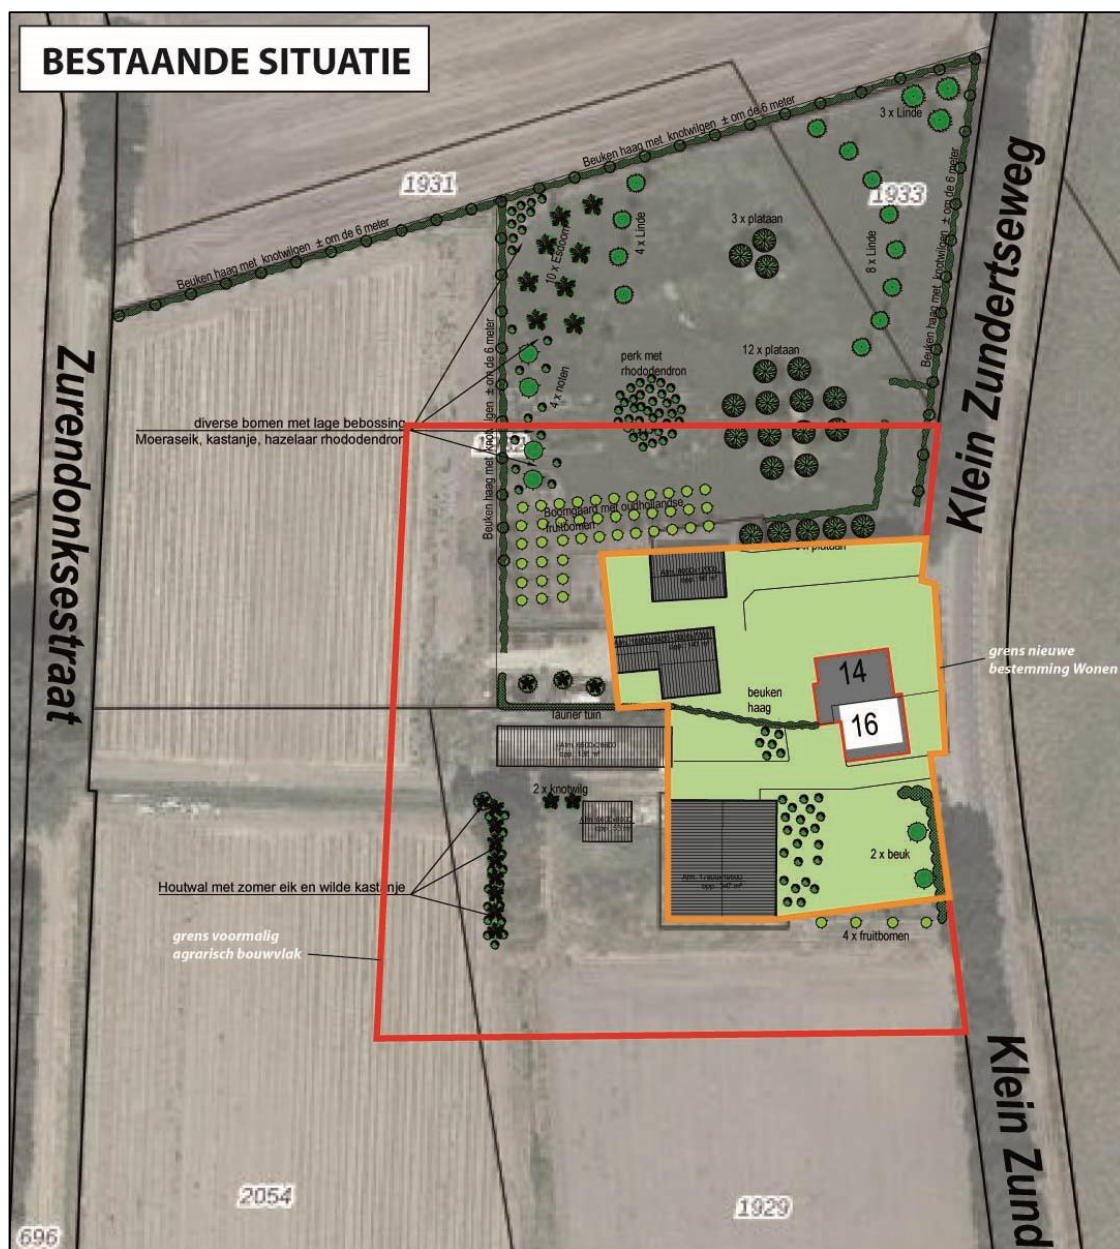 BESTAANDE SITUATIE
3 x Linde
Beuken haag met knotwilgen ± om de 6 meter
1931
1933
Beuken haag met knotwilgen ± om de 6 meter
Klein Zundertseweg
10 x Esboom
4 x Linde
3 x plataan
8 x Linde
Beuken haag met knotwilgen ± om de 6 meter
Zurendonksestraat
Beuken haag met knotwilgen ± om de 6 meter
perk met
rhododendron
12 x plataan
4 x noten
diverse bomen met lage bebossing
Moeraseik, kastanje, hazelaar rhododendron
Boomgaard met oudhollandse
fruitbomen
x plataan
grens nieuwe
bestemming Wonen
14
beuken
haag
16
tuin
2 x knotwilg
2 x beuk
Houtwal met zomer eik en wilde kastanje
grens voormalig
agrarisch bouwvlak
4 x fruitbomen
Klein Zund
2054
1929
696